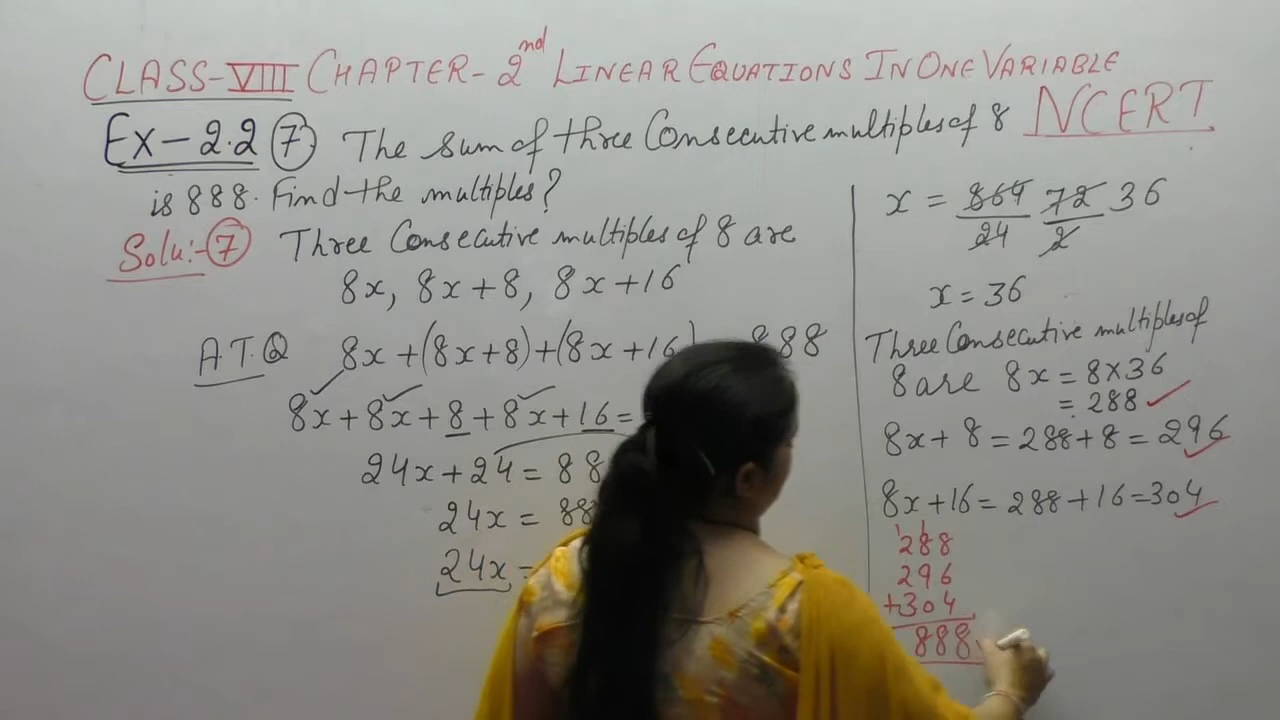 CLASS-VIII CHAPTER-2nd LINEAR EQUATIONS IN ONE VARIABLE
NCERT
Ex-2.2 (7) The sum of three Consecutive multiples of 8
is 888. Find the multiples?
Solu:-(7) Three Consecutive multiples of 8 are
8x, 8x+8, 8x+16
A.T.Q 8x+(8x+8)+(8x+16) 888
8x+8x+8+8x+16=
24x+24=88
24x=88
24x=
x = 864/24 72/2 36
x=36
Three Consecutive multiples of
8 are 8x = 8×36
= 288
8x+8=288+8=296
8x+16=288+16=304
1 1
288
296
+304
888